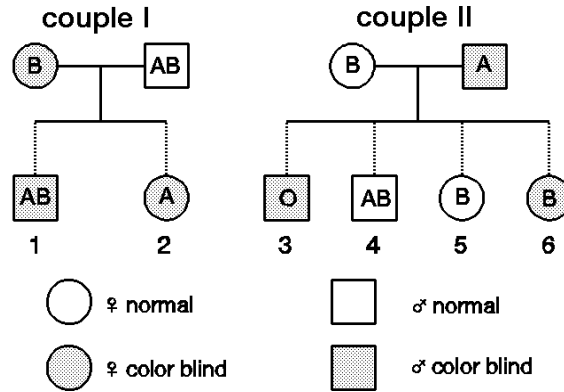 couple I couple II
B AB B A
AB A O AB B B
1 2 3 4 5 6
♀ normal ♂ normal
♀ color blind ♂ color blind